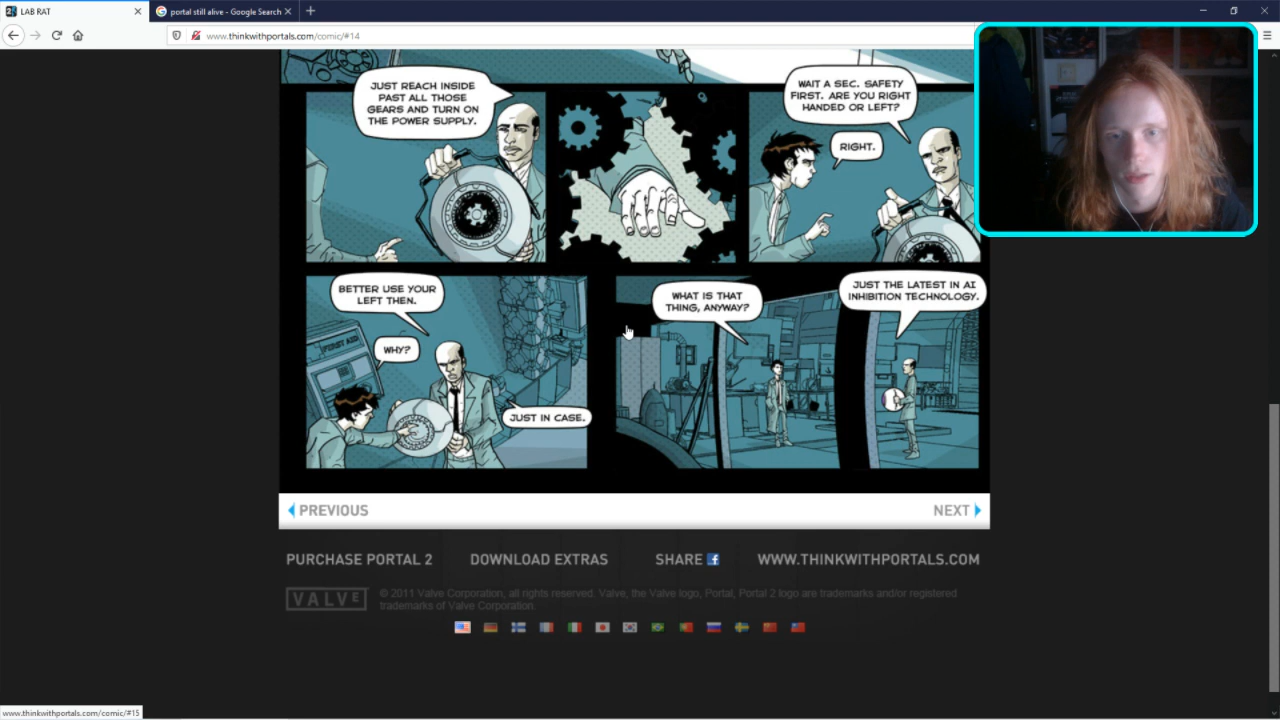 LAB RAT
portal still alive - Google Search
www.thinkwithportals.com/comic/#14
JUST REACH INSIDE
PAST ALL THOSE
GEARS AND TURN ON
THE POWER SUPPLY.
WAIT A SEC. SAFETY
FIRST. ARE YOU RIGHT
HANDED OR LEFT?
RIGHT.
BETTER USE YOUR
LEFT THEN.
WHY?
FIRST AID
JUST IN CASE.
WHAT IS THAT
THING, ANYWAY?
JUST THE LATEST IN AI
INHIBITION TECHNOLOGY.
PREVIOUS
NEXT
PURCHASE PORTAL 2
DOWNLOAD EXTRAS
SHARE
WWW.THINKWITHPORTALS.COM
VALVE
© 2011 Valve Corporation, all rights reserved. Valve, the Valve logo, Portal, Portal 2 logo are trademarks and/or registered
trademarks of Valve Corporation.
www.thinkwithportals.com/comic/#15